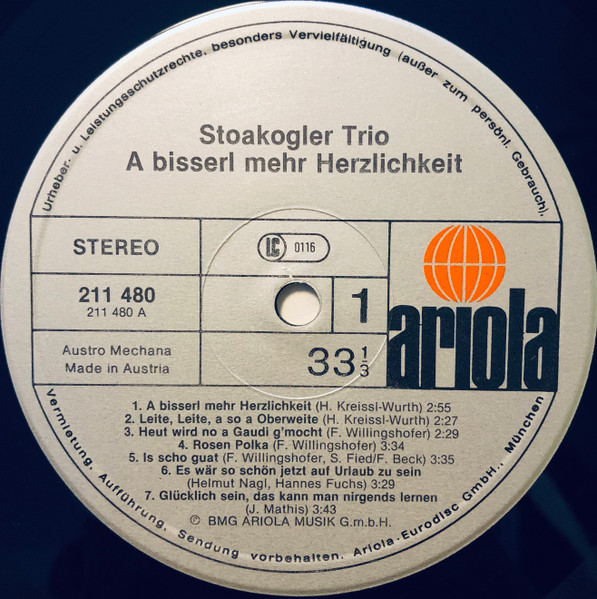 Urheber- u. Leistungsschutzrechte, besonders Vervielfältigung (außer zum persönl. Gebrauch),
Stoakogler Trio
A bisserl mehr Herzlichkeit
STEREO
LC 0116
211 480
211 480 A
1
ariola
Austro Mechana
Made in Austria
33 1/3
1. A bisserl mehr Herzlichkeit (H. Kreissl-Wurth) 2:55
2. Leite, Leite, a so a Oberweite (H. Kreissl-Wurth) 2:27
3. Heut wird no a Gaudi g'mocht (F. Willingshofer) 2:29
4. Rosen Polka (F. Willingshofer) 3:34
5. Is scho guat (F. Willingshofer, S. Fied/F. Beck) 3:35
6. Es wär so schön jetzt auf Urlaub zu sein
(Helmut Nagl, Hannes Fuchs) 3:29
7. Glücklich sein, das kann man nirgends lernen
(J. Mathis) 3:43
℗ BMG ARIOLA MUSIK G.m.b.H.
Vermietung, Aufführung, Sendung vorbehalten. Ariola-Eurodisc GmbH., München